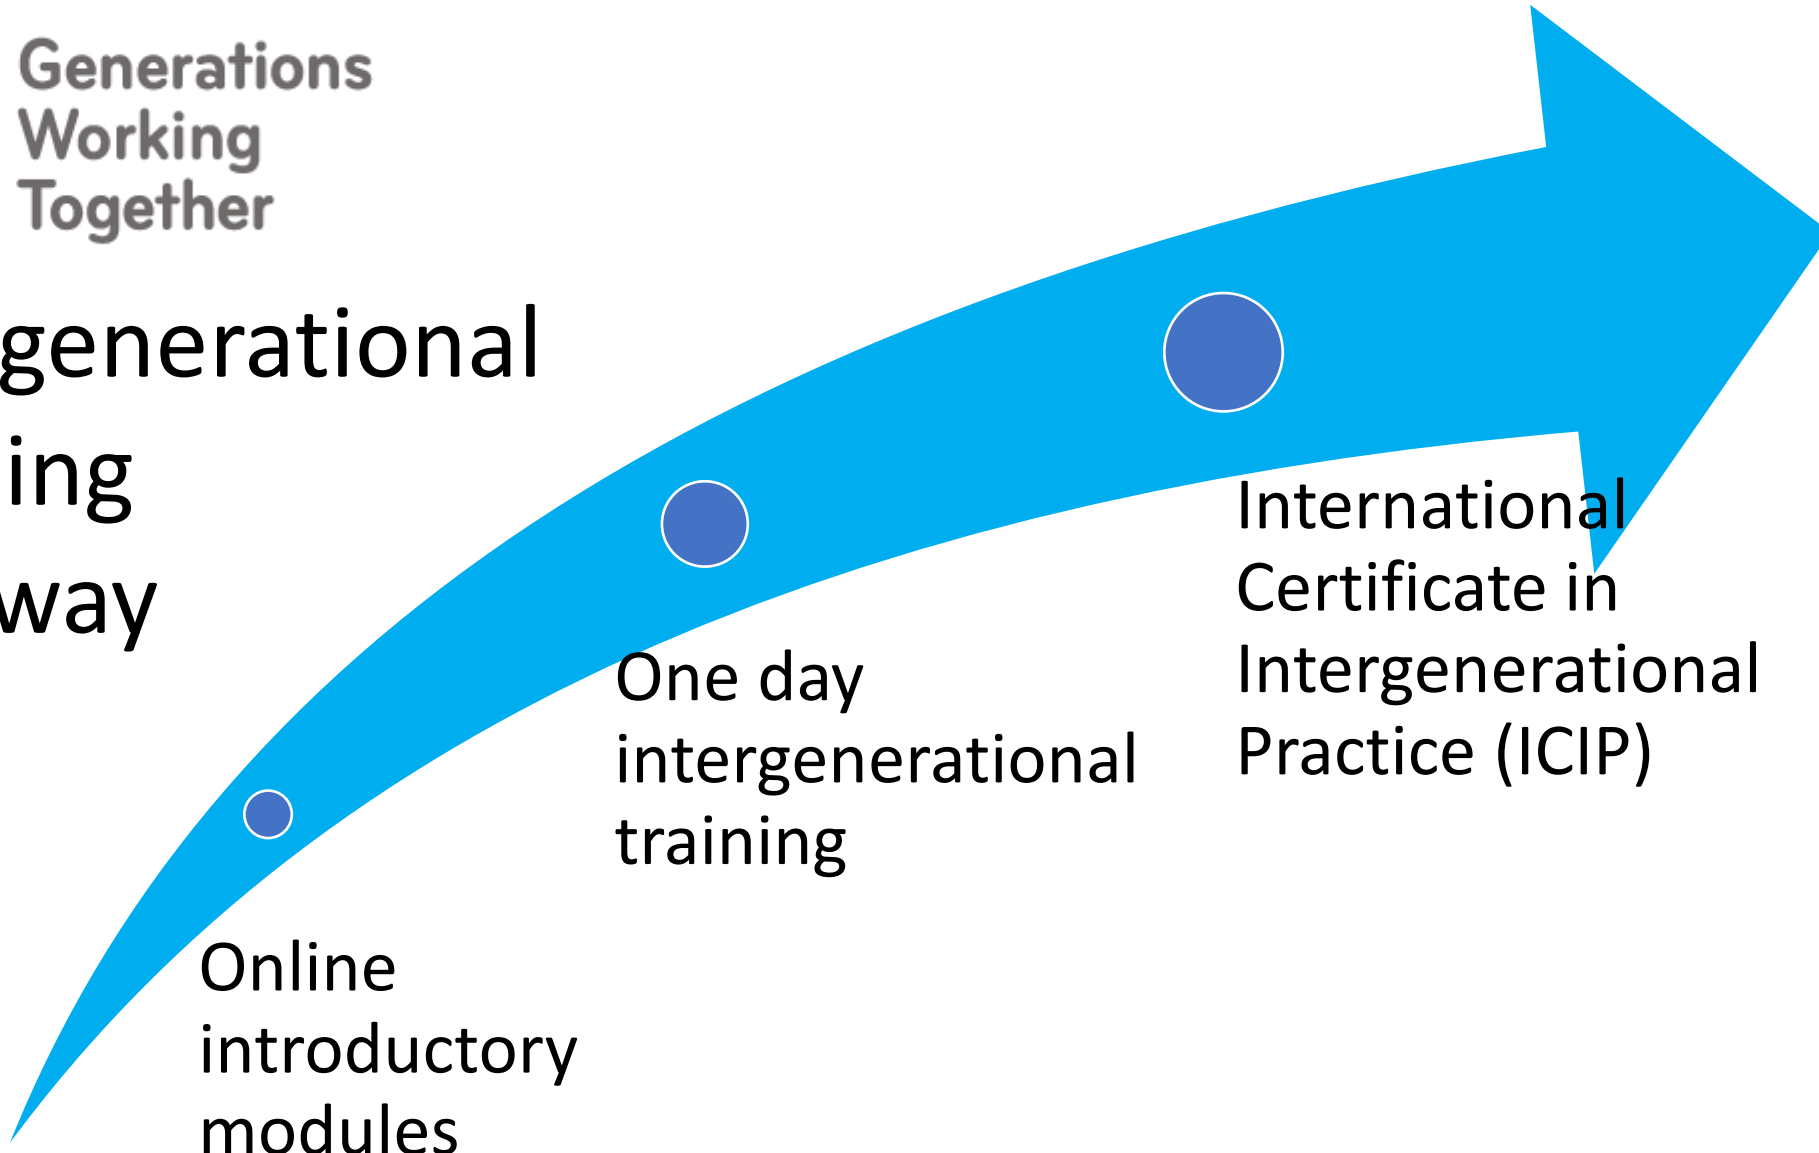 Generations
Working
Together
generational
ing
way
One day
intergenerational
training
International
Certificate in
Intergenerational
Practice (ICIP)
Online
introductory
modules